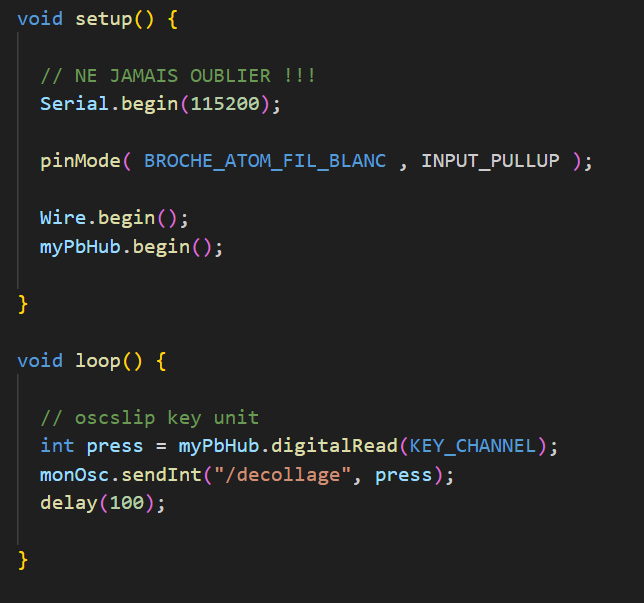 void setup() {
// NE JAMAIS OUBLIER !!!
Serial.begin(115200);
pinMode( BROCHE_ATOM_FIL_BLANC , INPUT_PULLUP );
Wire.begin();
myPbHub.begin();
}
void loop() {
// oscslip key unit
int press = myPbHub.digitalRead(KEY_CHANNEL);
monOsc.sendInt("/decollage", press);
delay(100);
}